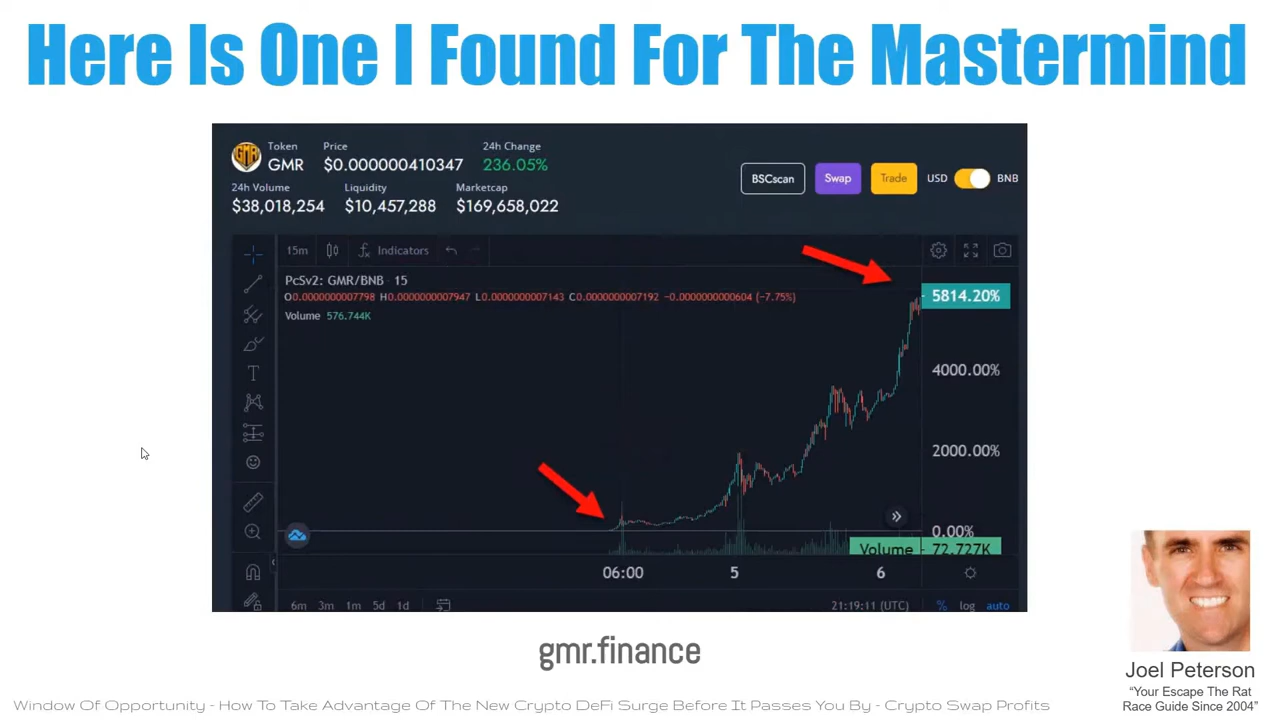 Here Is One I Found For The Mastermind
GMR
Token Price 24h Change
GMR $0.000000410347 236.05%
24h Volume Liquidity Marketcap
$38,018,254 $10,457,288 $169,658,022
BSCscan Swap Trade USD BNB
15m Indicators
PcSv2: GMR/BNB · 15
O0.0000000007798 H0.0000000007947 L0.0000000007143 C0.0000000007192 −0.0000000000604 (−7.75%)
Volume 576.744K
5814.20%
4000.00%
2000.00%
0.00%
Volume 72.727K
06:00 5 6
6m 3m 1m 5d 1d 21:19:11 (UTC) % log auto
gmr.finance
Joel Peterson
“Your Escape The Rat
Race Guide Since 2004”
Window Of Opportunity - How To Take Advantage Of The New Crypto DeFi Surge Before It Passes You By - Crypto Swap Profits